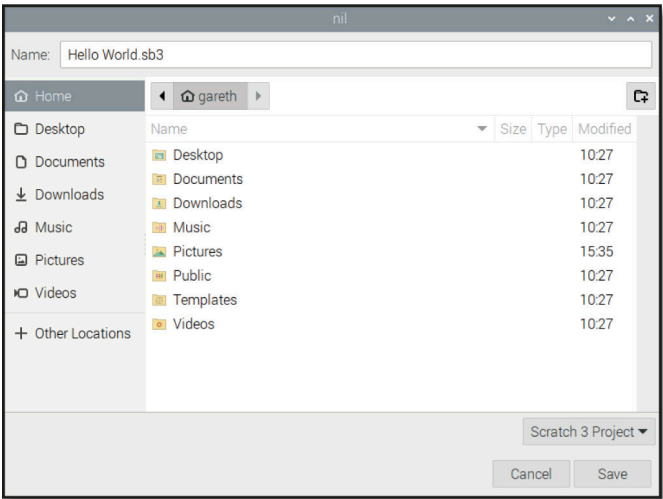 nil
Name: Hello World.sb3
Home
Desktop
Documents
Downloads
Music
Pictures
Videos
Other Locations
gareth
Name Size Type Modified
Desktop 10:27
Documents 10:27
Downloads 10:27
Music 10:27
Pictures 15:35
Public 10:27
Templates 10:27
Videos 10:27
Scratch 3 Project
Cancel Save